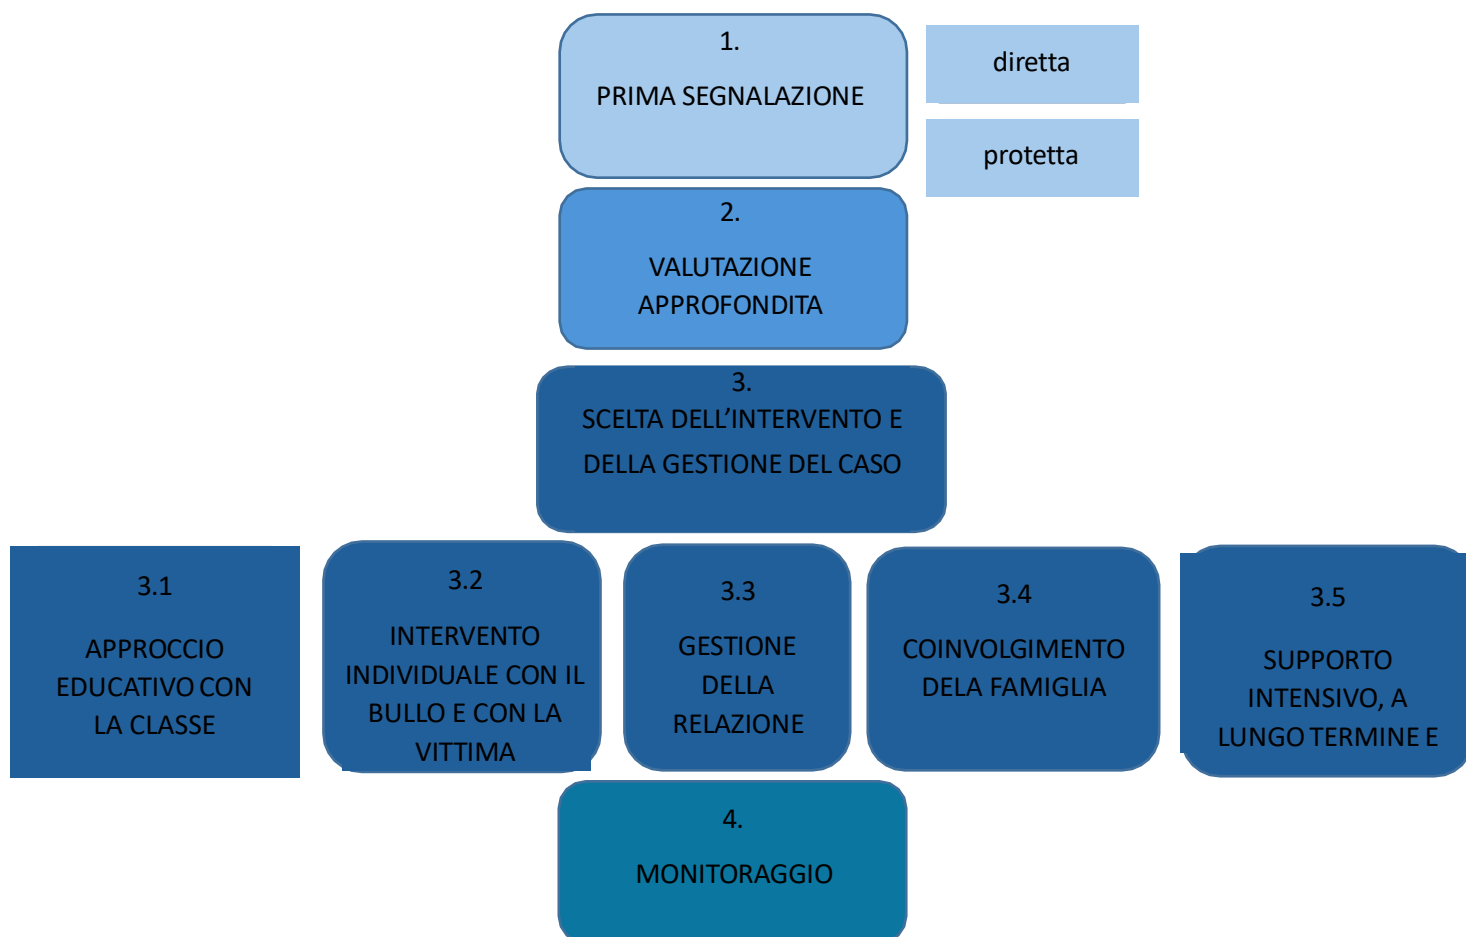 1.
PRIMA SEGNALAZIONE
diretta
protetta
2.
VALUTAZIONE
APPROFONDITA
3.
SCELTA DELL’INTERVENTO E
DELLA GESTIONE DEL CASO
3.1
APPROCCIO
EDUCATIVO CON
LA CLASSE
3.2
INTERVENTO
INDIVIDUALE CON IL
BULLO E CON LA
VITTIMA
3.3
GESTIONE
DELLA
RELAZIONE
3.4
COINVOLGIMENTO
DELA FAMIGLIA
3.5
SUPPORTO
INTENSIVO, A
LUNGO TERMINE E
4.
MONITORAGGIO